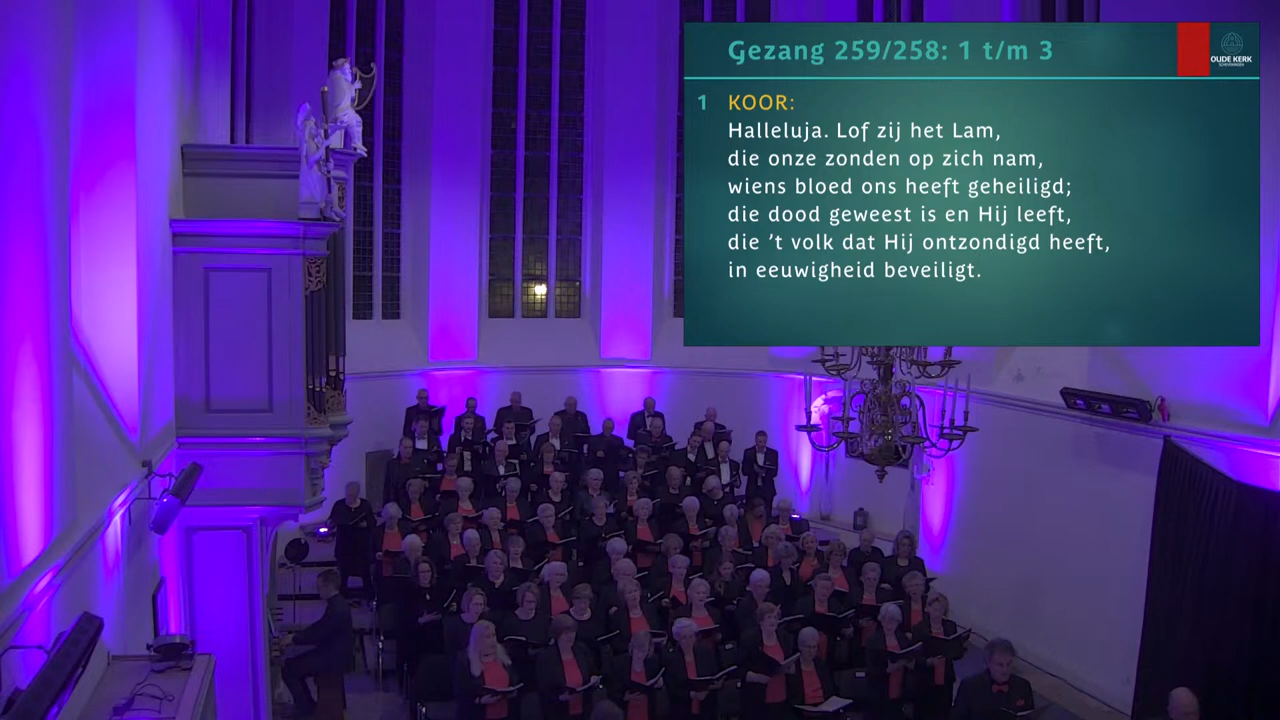 Gezang 259/258: 1 t/m 3
OUDE KERK
SCHEVENINGEN
1 KOOR:
Halleluja. Lof zij het Lam,
die onze zonden op zich nam,
wiens bloed ons heeft geheiligd;
die dood geweest is en Hij leeft,
die ’t volk dat Hij ontzondigd heeft,
in eeuwigheid beveiligt.